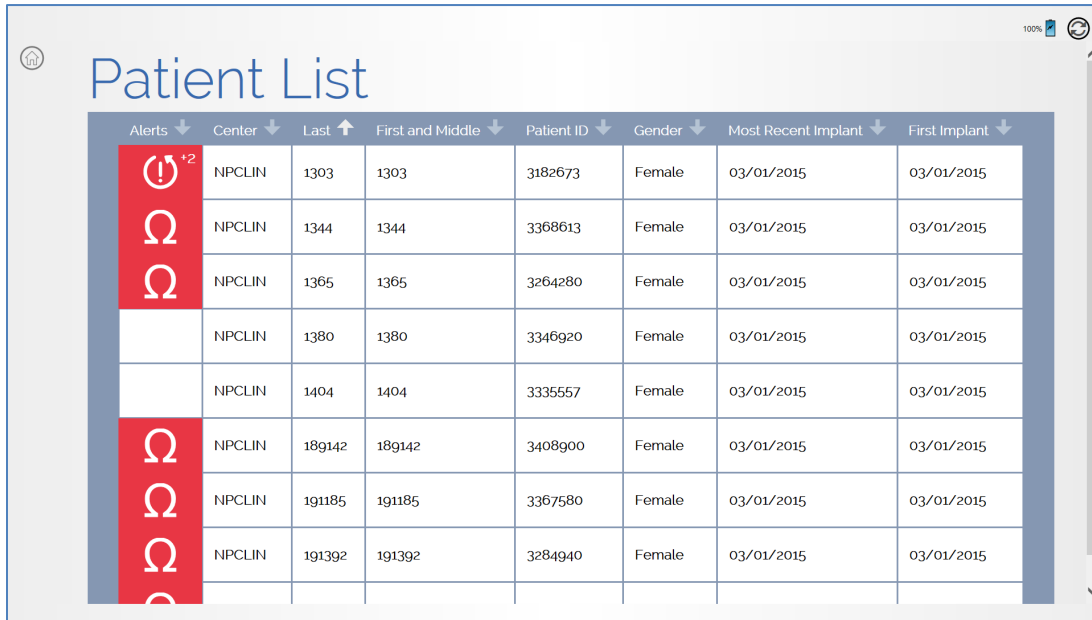 100%
Patient List
Alerts Center Last First and Middle Patient ID Gender Most Recent Implant First Implant
+2 NPCLIN 1303 1303 3182673 Female 03/01/2015 03/01/2015
Ω NPCLIN 1344 1344 3368613 Female 03/01/2015 03/01/2015
Ω NPCLIN 1365 1365 3264280 Female 03/01/2015 03/01/2015
NPCLIN 1380 1380 3346920 Female 03/01/2015 03/01/2015
NPCLIN 1404 1404 3335557 Female 03/01/2015 03/01/2015
Ω NPCLIN 189142 189142 3408900 Female 03/01/2015 03/01/2015
Ω NPCLIN 191185 191185 3367580 Female 03/01/2015 03/01/2015
Ω NPCLIN 191392 191392 3284940 Female 03/01/2015 03/01/2015